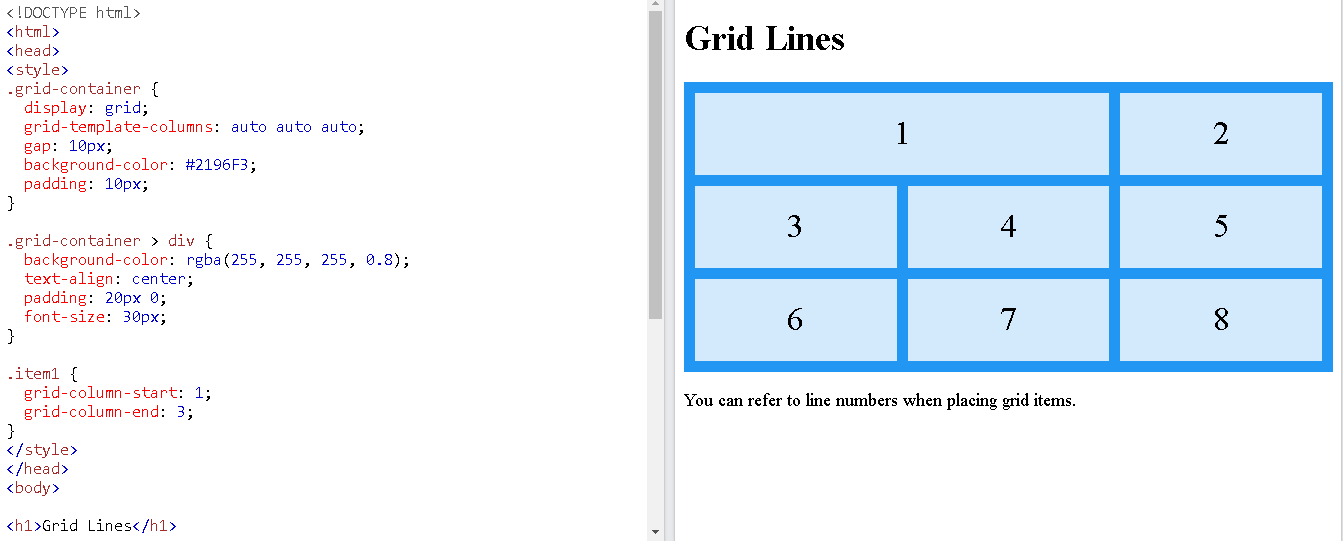 <!DOCTYPE html>
<html>
<head>
<style>
.grid-container {
  display: grid;
  grid-template-columns: auto auto auto;
  gap: 10px;
  background-color: #2196F3;
  padding: 10px;
}

.grid-container > div {
  background-color: rgba(255, 255, 255, 0.8);
  text-align: center;
  padding: 20px 0;
  font-size: 30px;
}

.item1 {
  grid-column-start: 1;
  grid-column-end: 3;
}
</style>
</head>
<body>

<h1>Grid Lines</h1>
Grid Lines
1 2
3 4 5
6 7 8
You can refer to line numbers when placing grid items.